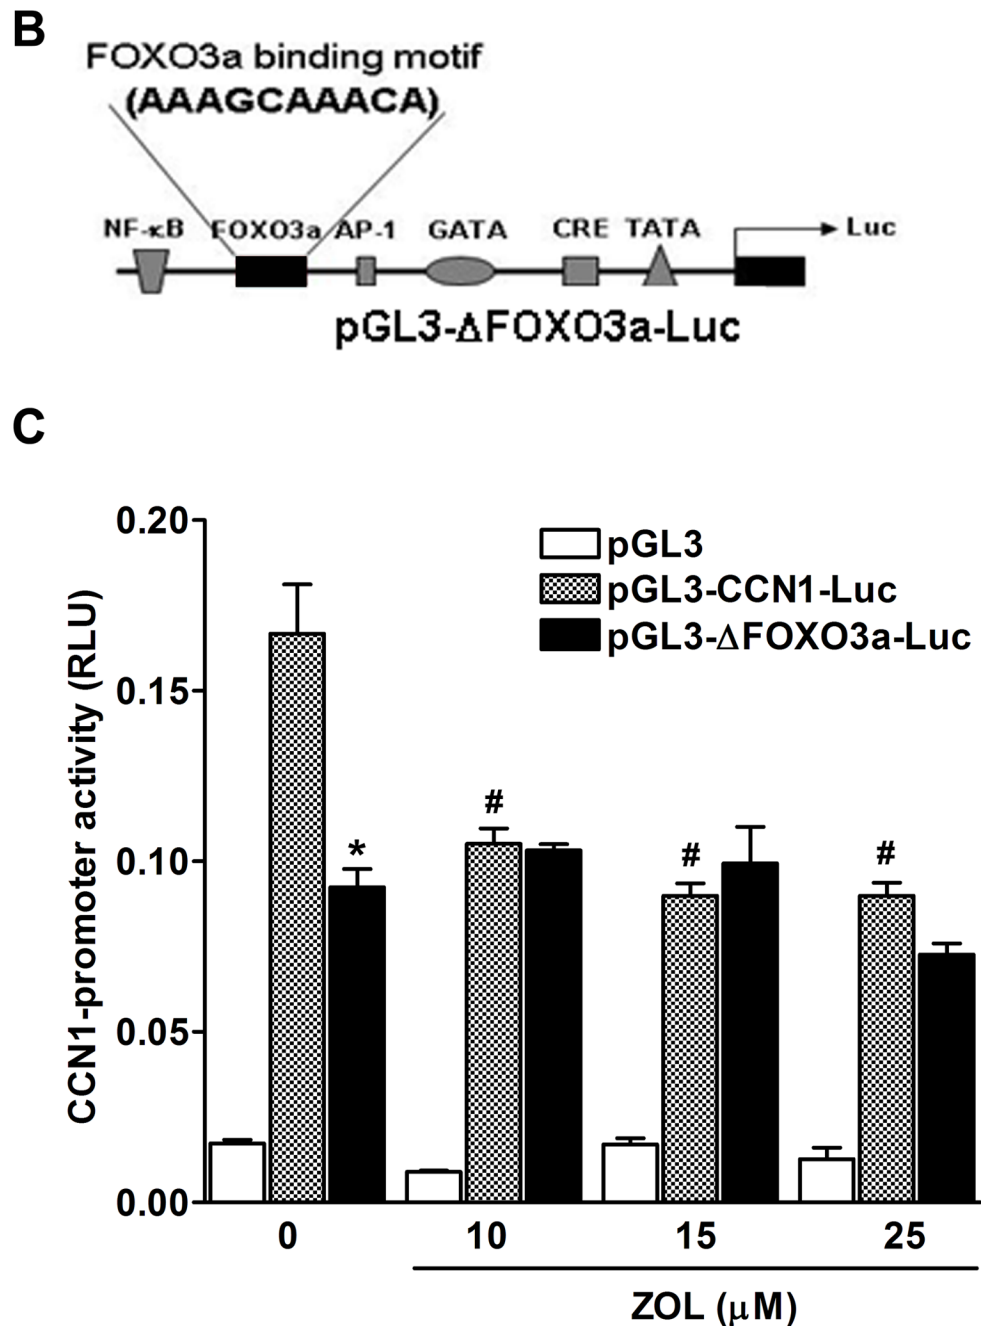 B
FOXO3a binding motif
(AAAGCAAACA)
NF-κB FOXO3a AP-1 GATA CRE TATA Luc
pGL3-ΔFOXO3a-Luc
C
0.20
0.15
0.10
0.05
0.00
CCN1-promoter activity (RLU)
pGL3
pGL3-CCN1-Luc
pGL3-ΔFOXO3a-Luc
*
#
#
#
0 10 15 25
ZOL (μM)